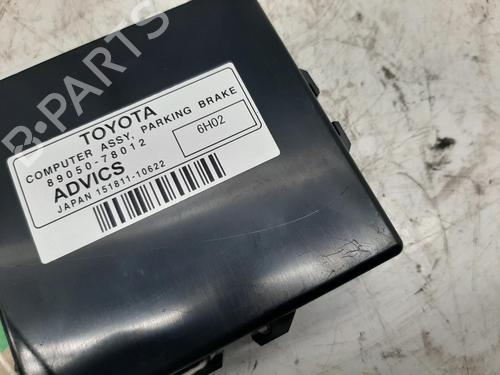 TOYOTA
COMPUTER ASSY, PARKING BRAKE
89050-78012
6H02
ADVICS
JAPAN 151811-10622
B-PARTS